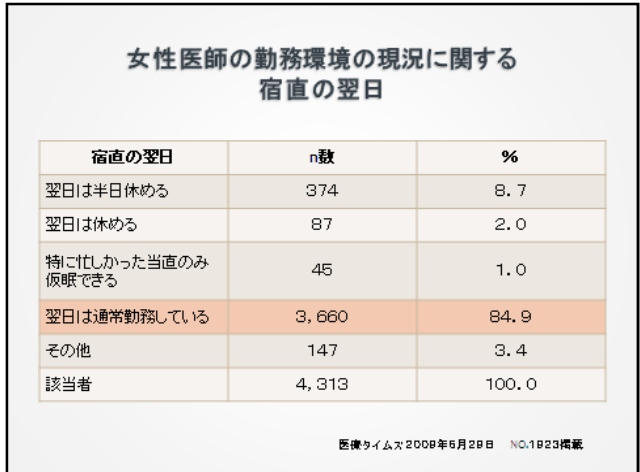 女性医師の勤務環境の現況に関する
宿直の翌日
宿直の翌日 n数 %
翌日は半日休める 374 8.7
翌日は休める 87 2.0
特に忙しかった当直のみ
仮眠できる 45 1.0
翌日は通常勤務している 3,660 84.9
その他 147 3.4
該当者 4,313 100.0
医療タイムス2009年6月29日 NO.1923掲載